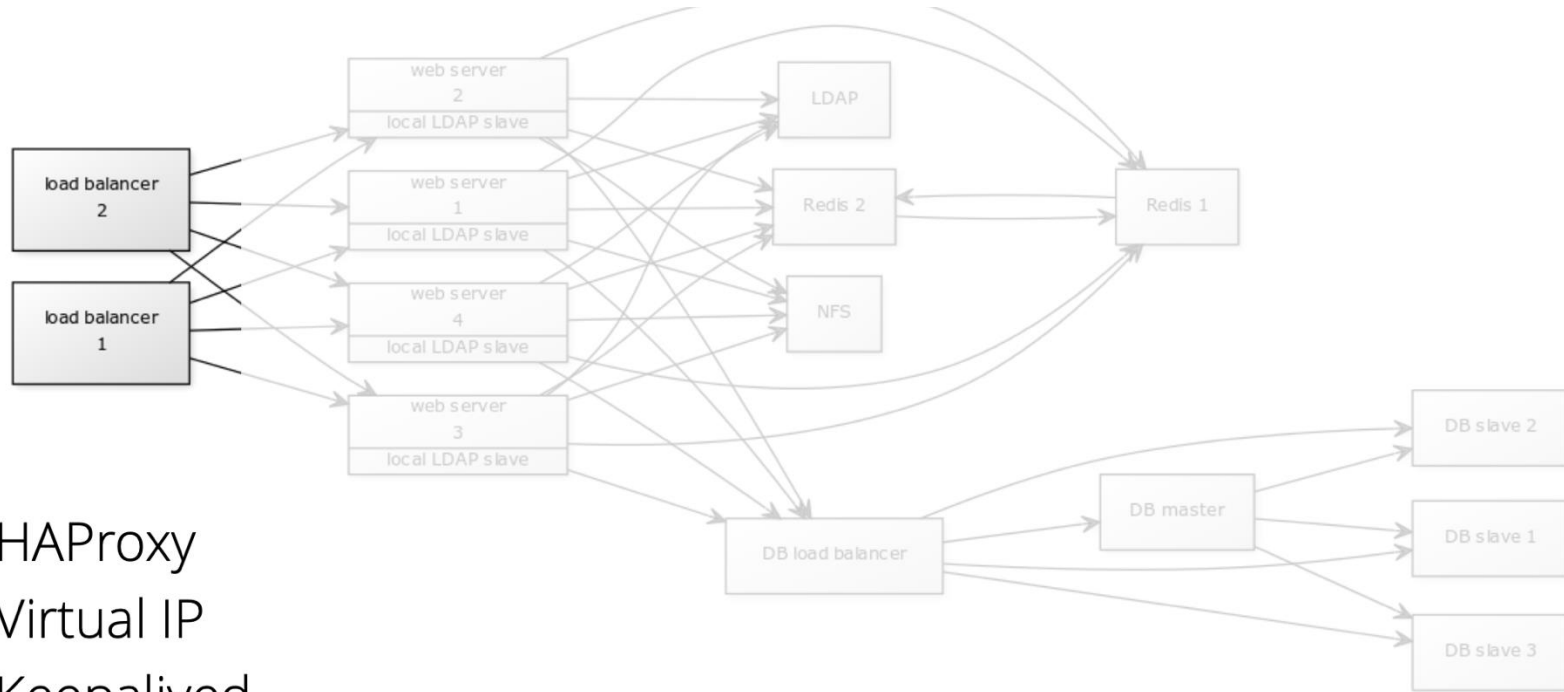 web server
2
local LDAP slave
LDAP
load balancer
2
web server
1
local LDAP slave
Redis 2
Redis 1
load balancer
1
web server
4
local LDAP slave
NFS
web server
3
local LDAP slave
DB slave 2
DB master
DB load balancer
DB slave 1
DB slave 3
HAProxy
Virtual IP
Keepalived